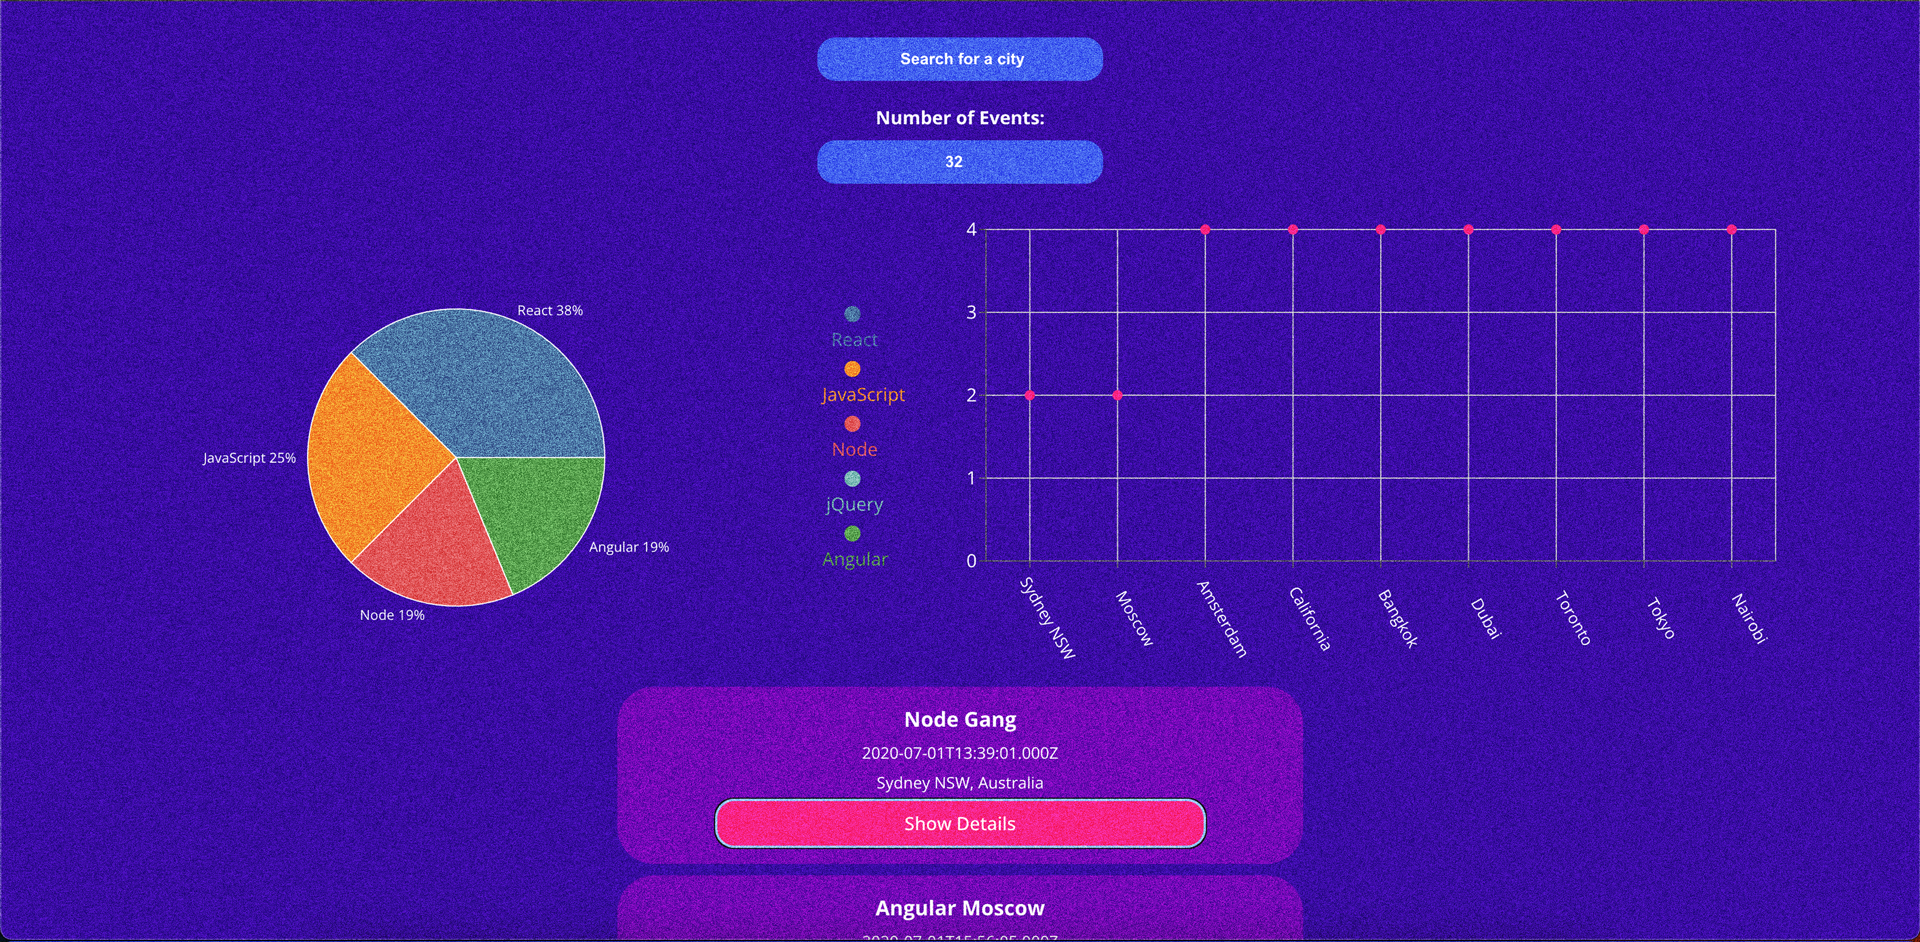 Search for a city
Number of Events:
32
React 38%
JavaScript 25%
Angular 19%
Node 19%
React
JavaScript
Node
jQuery
Angular
4
3
2
1
0
Sydney NSW
Moscow
Amsterdam
California
Bangkok
Dubai
Toronto
Tokyo
Nairobi
Node Gang
2020-07-01T13:39:01.000Z
Sydney NSW, Australia
Show Details
Angular Moscow